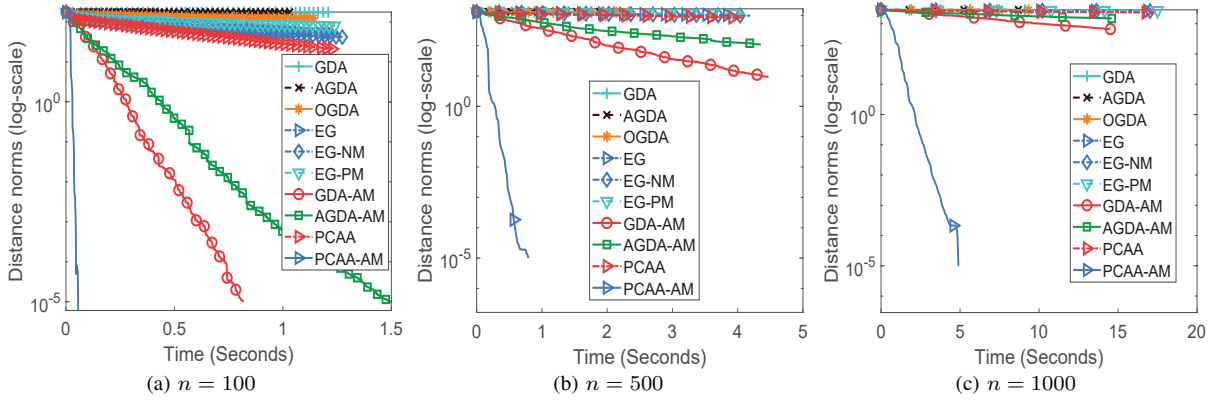 Distance norms (log-scale)
10^0
10^-5
GDA
AGDA
OGDA
EG
EG-NM
EG-PM
GDA-AM
AGDA-AM
PCAA
PCAA-AM
0 0.5 1 1.5
Time (Seconds)
(a) n = 100
Distance norms (log-scale)
10^0
10^-5
GDA
AGDA
OGDA
EG
EG-NM
EG-PM
GDA-AM
AGDA-AM
PCAA
PCAA-AM
0 1 2 3 4 5
Time (Seconds)
(b) n = 500
Distance norms (log-scale)
10^0
10^-5
GDA
AGDA
OGDA
EG
EG-NM
EG-PM
GDA-AM
AGDA-AM
PCAA
PCAA-AM
0 5 10 15 20
Time (Seconds)
(c) n = 1000